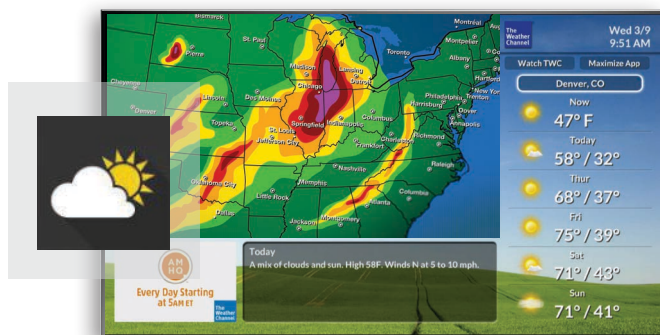 Bismarck
St. Paul
Pierre
Montréal
Montpelier
Toronto
Albany
Madison
Lansing
Detroit
Chicago
Cheyenne
Lincoln
Des Moines
Denver
Topeka
Springfield
Indianapolis
Columbus
Philadelphia
Trenton
Harrisburg
Dover
Annapolis
New York
St. Louis
Jefferson City
Frankfort
Charleston
Richmond
Nashville
Raleigh
Oklahoma City
Memphis
Little Rock
Columbia
Atlanta
Dallas
Jackson
Montgomery
The
Weather
Channel
Wed 3/9
9:51 AM
Watch TWC
Maximize App
Denver, CO
Now
47° F
Today
58° / 32°
Thur
68° / 37°
Fri
75° / 39°
Sat
71° / 43°
Sun
71° / 41°
AM
HQ
Every Day Starting
at 5AM ET
The
Weather
Channel
Today
A mix of clouds and sun. High 58F. Winds N at 5 to 10 mph.